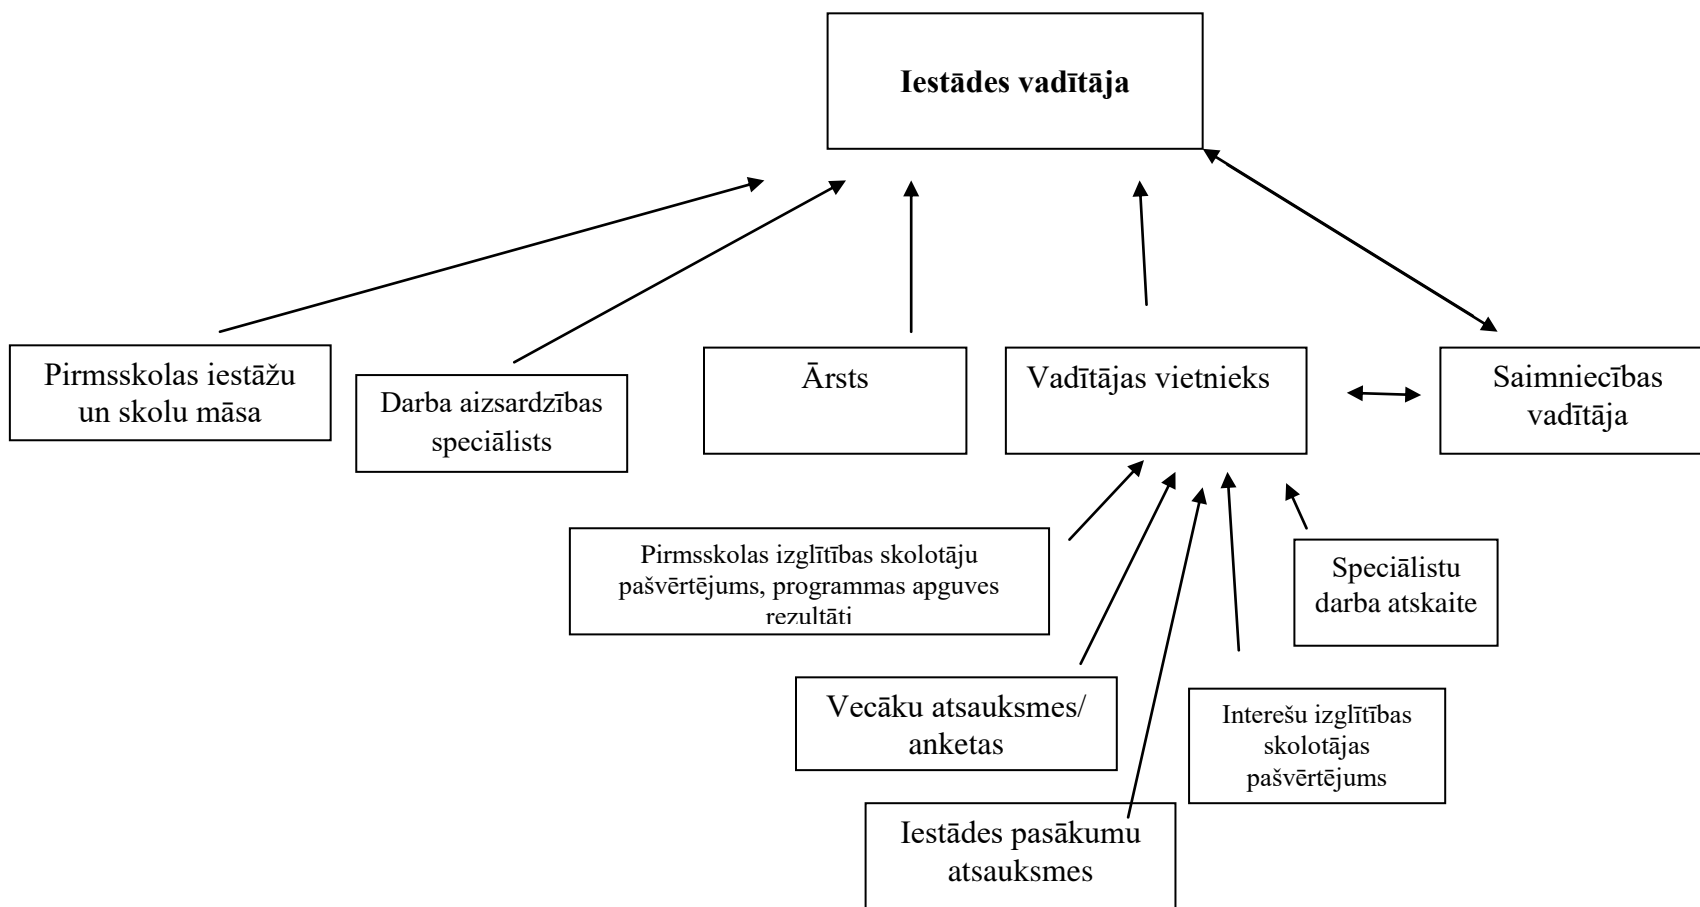 Iestādes vadītāja
Pirmsskolas iestāžu
un skolu māsa
Darba aizsardzības
speciālists
Ārsts
Vadītājas vietnieks
Saimniecības
vadītāja
Pirmsskolas izglītības skolotāju
pašvērtējums, programmas apguves
rezultāti
Speciālistu
darba atskaite
Vecāku atsauksmes/
anketas
Interešu izglītības
skolotājas
pašvērtējums
Iestādes pasākumu
atsauksmes